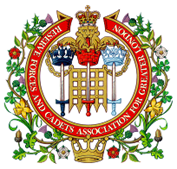 RESERVE FORCES AND CADETS ASSOCIATION FOR GREATER LONDON